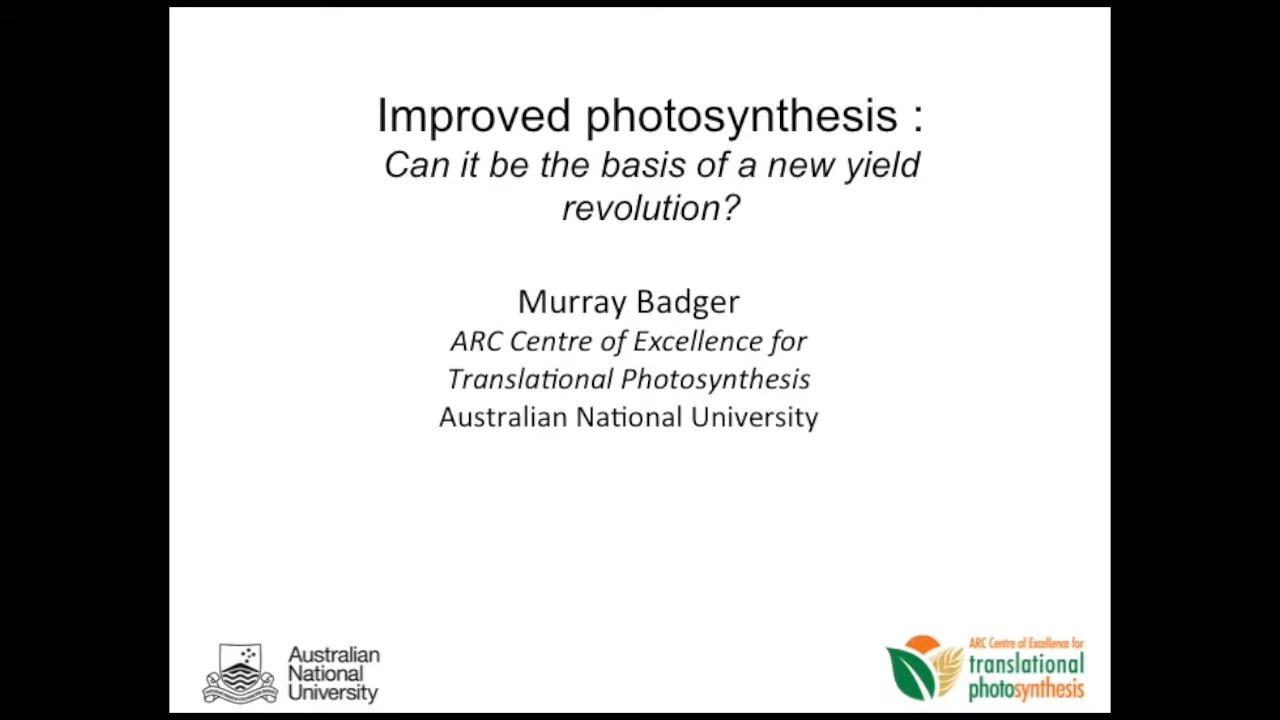 Improved photosynthesis :
Can it be the basis of a new yield
revolution?
Murray Badger
ARC Centre of Excellence for
Translational Photosynthesis
Australian National University
Australian
National
University
ARC Centre of Excellence for
translational
photosynthesis